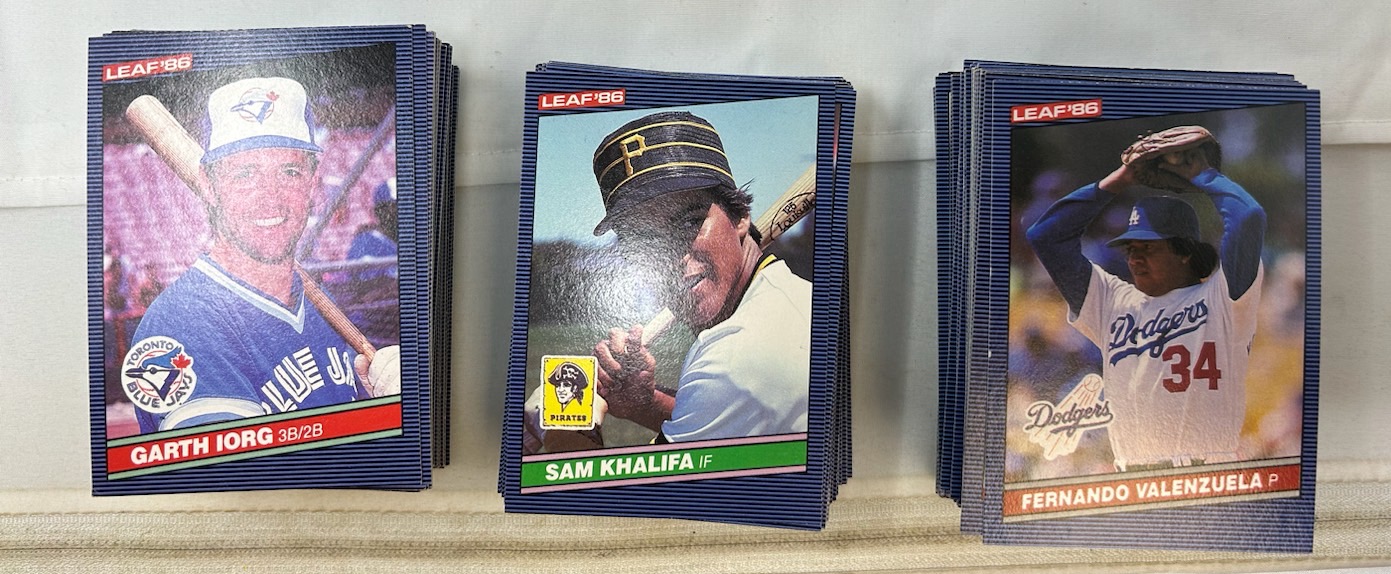 LEAF '86
TORONTO
BLUE JAYS
BLUE JA
GARTH IORG 3B/2B
LEAF '86
P
Louisville
PIRATES
SAM KHALIFA IF
LEAF '86
LA
Dodgers
34
Dodgers
FERNANDO VALENZUELA P